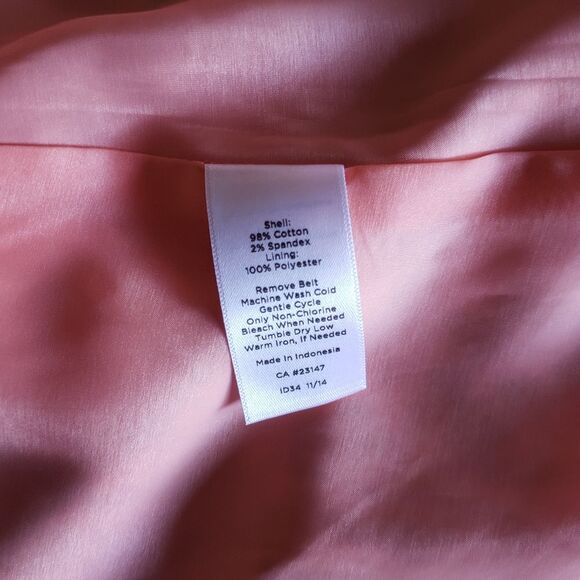 Shell:
98% Cotton
2% Spandex
Lining:
100% Polyester
Remove Belt
Machine Wash Cold
Gentle Cycle
Only Non-Chlorine
Bleach When Needed
Tumble Dry Low
Warm Iron, If Needed
Made In Indonesia
CA #23147
ID34 11/14